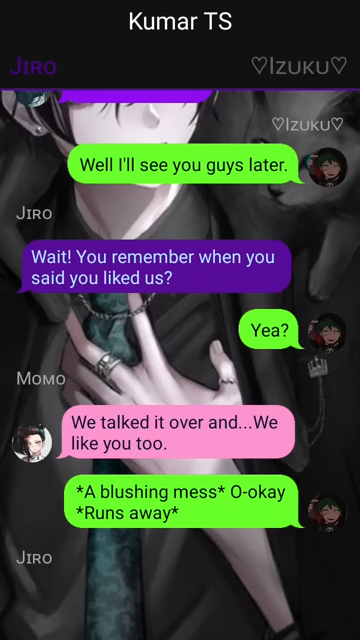 Kumar TS
Jiro
♡Izuku♡
♡Izuku♡
Well I'll see you guys later.
Jiro
Wait! You remember when you
said you liked us?
Yea?
Momo
We talked it over and...We
like you too.
*A blushing mess* O-okay
*Runs away*
Jiro